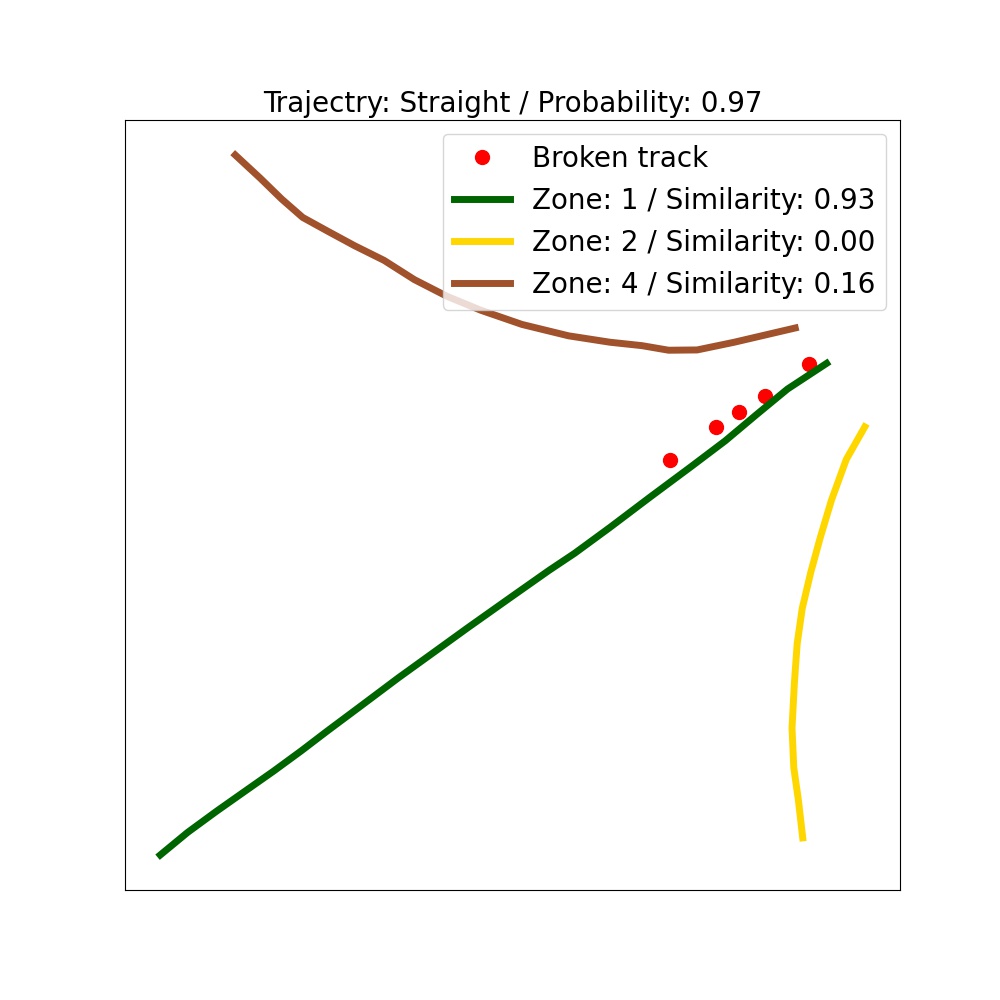 Trajectry: Straight / Probability: 0.97
Broken track
Zone: 1 / Similarity: 0.93
Zone: 2 / Similarity: 0.00
Zone: 4 / Similarity: 0.16